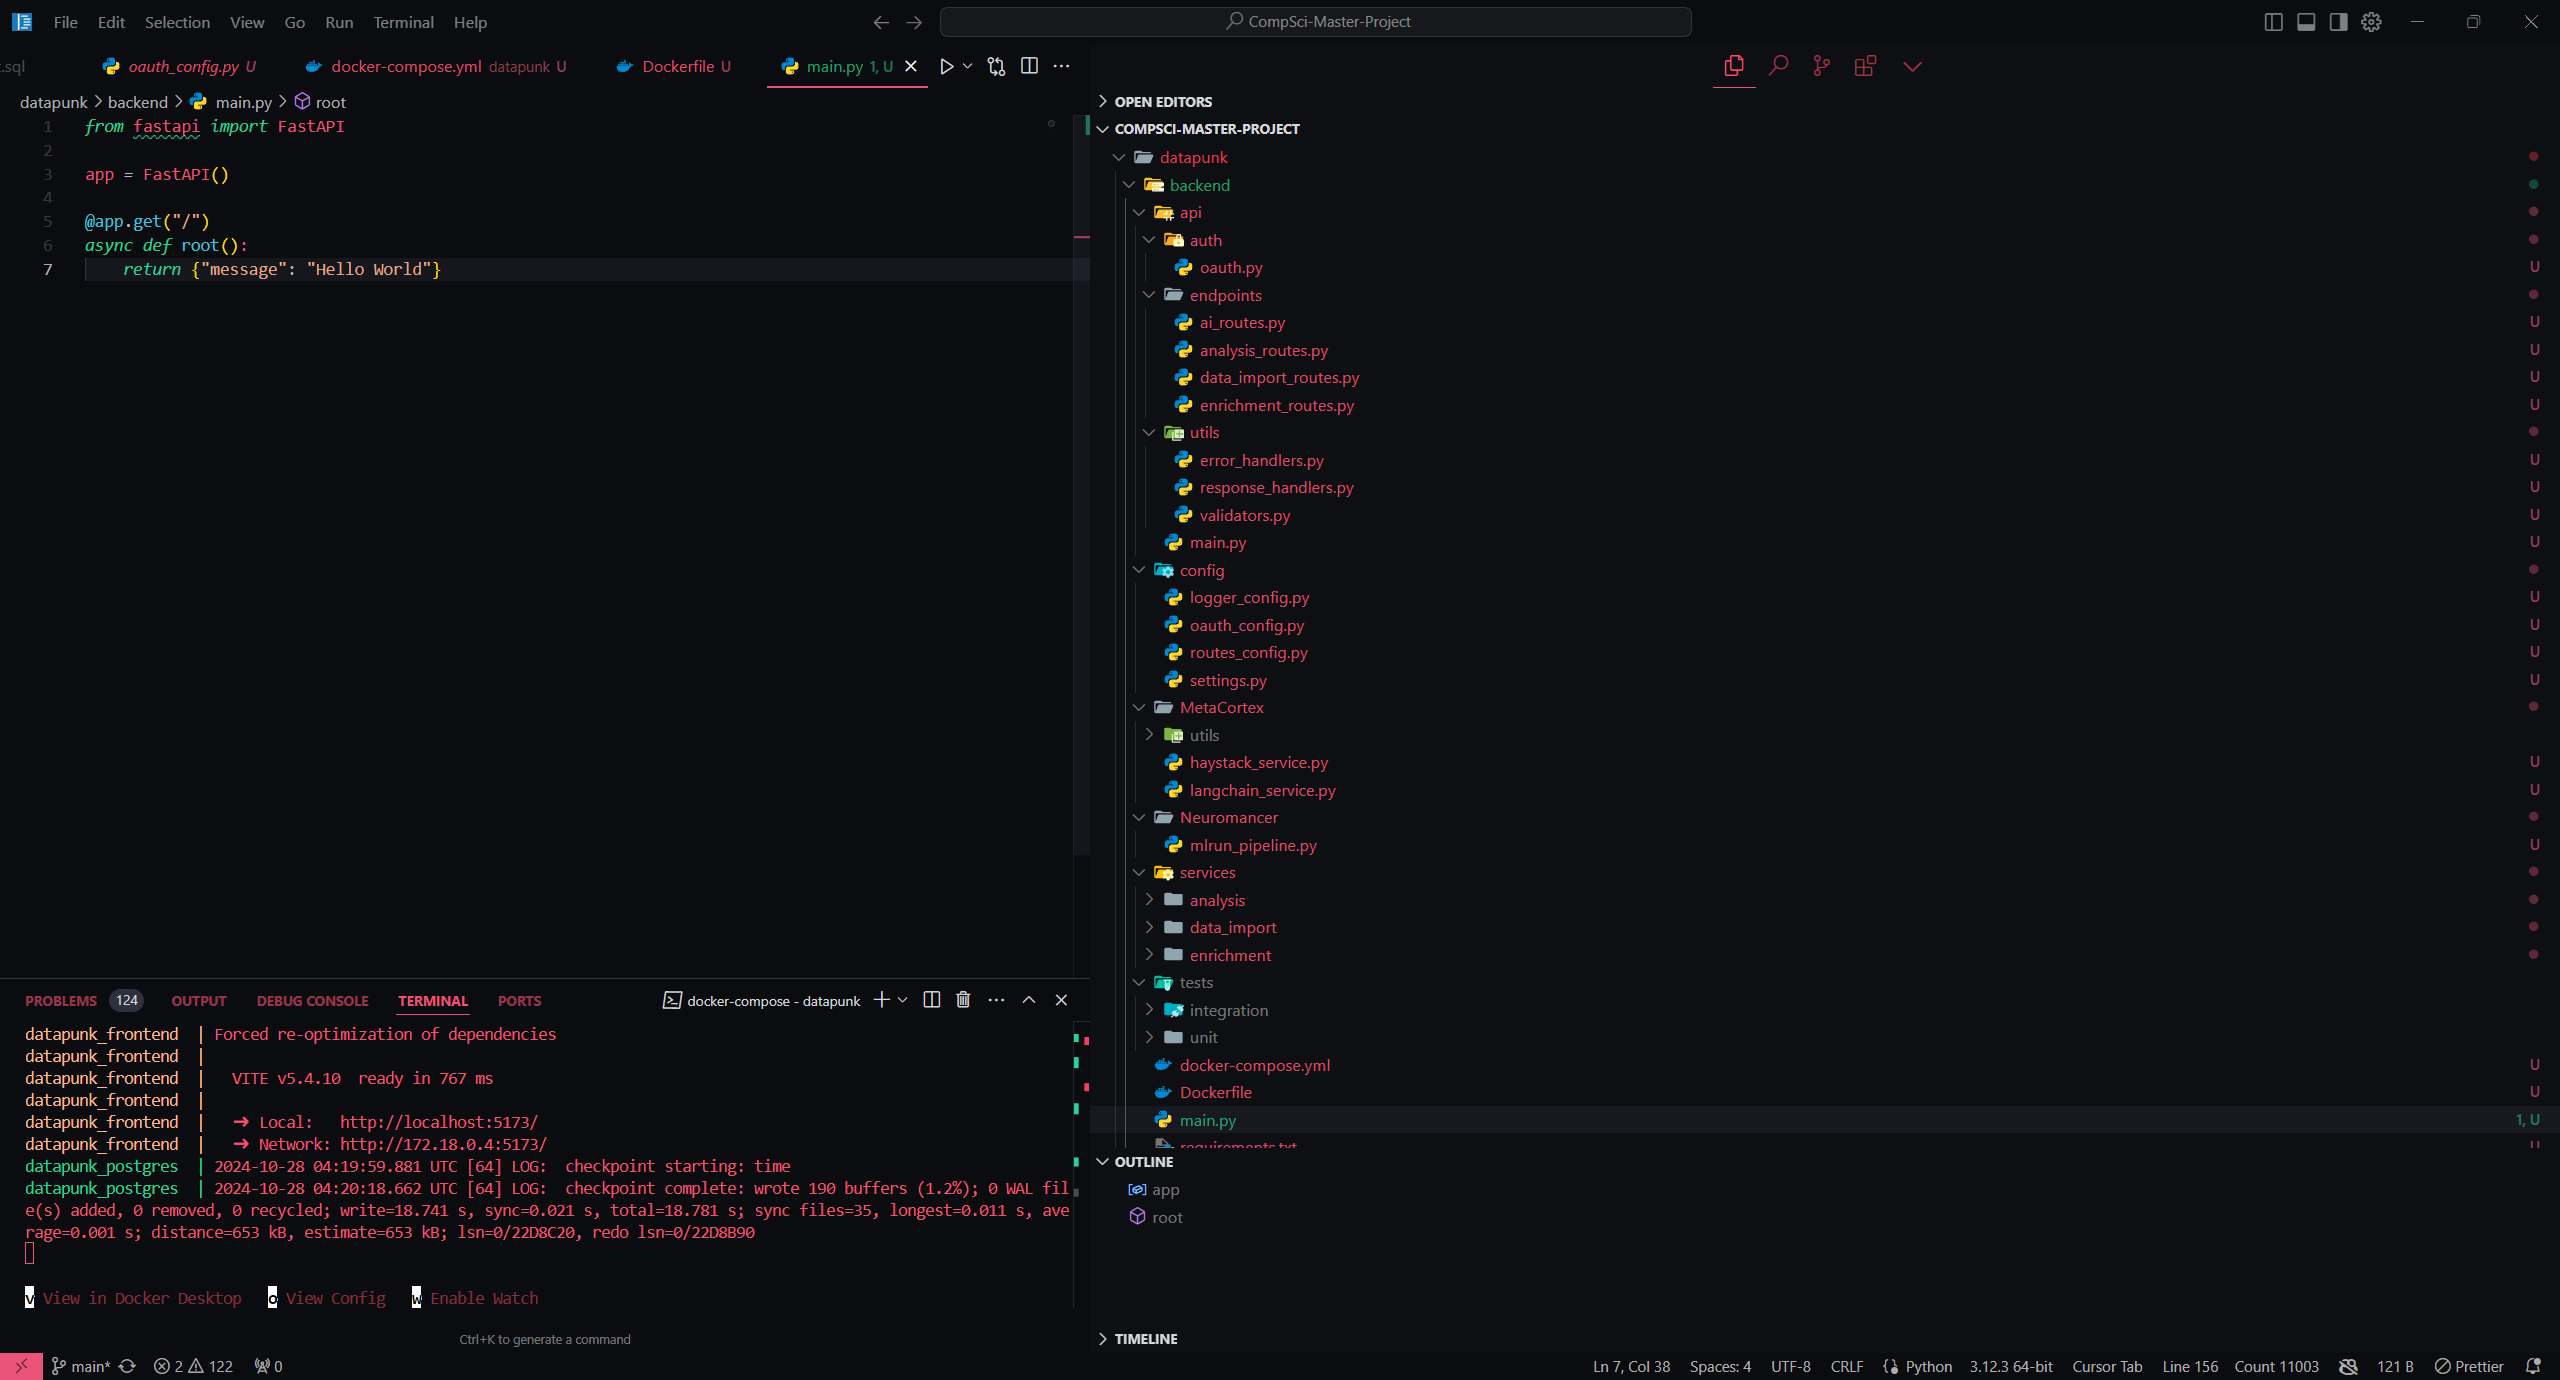 File Edit Selection View Go Run Terminal Help
CompSci-Master-Project
.sql
oauth_config.py U
docker-compose.yml datapunk U
Dockerfile U
main.py 1, U
datapunk > backend > main.py > root
1 from fastapi import FastAPI
2
3 app = FastAPI()
4
5 @app.get("/")
6 async def root():
7 return {"message": "Hello World"}
PROBLEMS 124 OUTPUT DEBUG CONSOLE TERMINAL PORTS
docker-compose - datapunk
datapunk_frontend | Forced re-optimization of dependencies
datapunk_frontend |
datapunk_frontend | VITE v5.4.10 ready in 767 ms
datapunk_frontend |
datapunk_frontend | ➜ Local: http://localhost:5173/
datapunk_frontend | ➜ Network: http://172.18.0.4:5173/
datapunk_postgres | 2024-10-28 04:19:59.881 UTC [64] LOG: checkpoint starting: time
datapunk_postgres | 2024-10-28 04:20:18.662 UTC [64] LOG: checkpoint complete: wrote 190 buffers (1.2%); 0 WAL fil
e(s) added, 0 removed, 0 recycled; write=18.741 s, sync=0.021 s, total=18.781 s; sync files=35, longest=0.011 s, ave
rage=0.001 s; distance=653 kB, estimate=653 kB; lsn=0/22D8C20, redo lsn=0/22D8B90
v View in Docker Desktop o View Config w Enable Watch
Ctrl+K to generate a command
OPEN EDITORS
COMPSCI-MASTER-PROJECT
datapunk
backend
api
auth
oauth.py U
endpoints
ai_routes.py U
analysis_routes.py U
data_import_routes.py U
enrichment_routes.py U
utils
error_handlers.py U
response_handlers.py U
validators.py U
main.py U
config
logger_config.py U
oauth_config.py U
routes_config.py U
settings.py U
MetaCortex
utils
haystack_service.py U
langchain_service.py U
Neuromancer
mlrun_pipeline.py U
services
analysis
data_import
enrichment
tests
integration
unit
docker-compose.yml U
Dockerfile U
main.py 1, U
requirements.txt U
OUTLINE
app
root
TIMELINE
main* 2 122 0
Ln 7, Col 38 Spaces: 4 UTF-8 CRLF Python 3.12.3 64-bit Cursor Tab Line 156 Count 11003 121 B Prettier